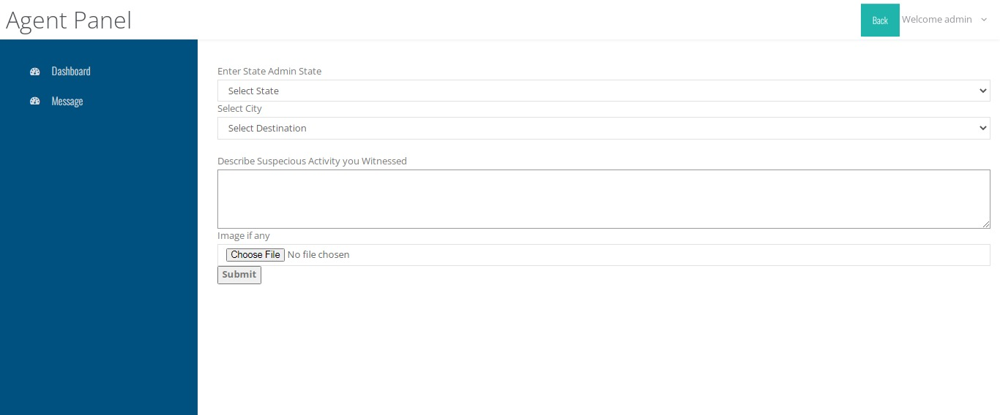 Agent Panel
Back
Welcome admin
Dashboard
Message
Enter State Admin State
Select State
Select City
Select Destination
Describe Suspecious Activity you Witnessed
Image if any
Choose File No file chosen
Submit